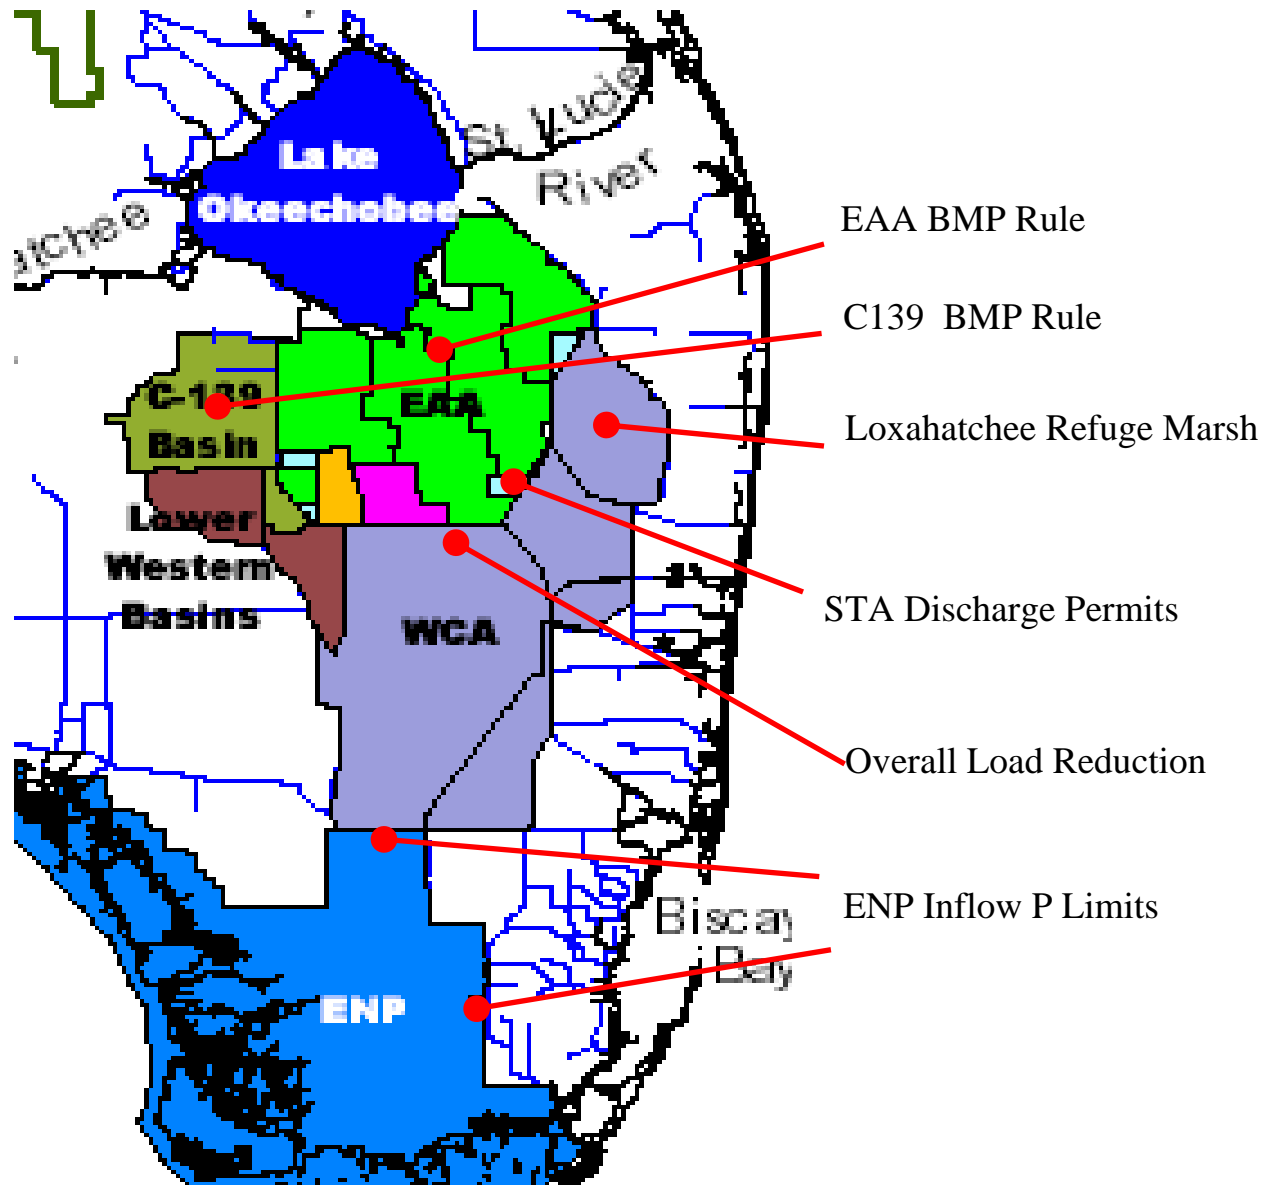 St. Lucie
River
Lake
Okeechobee
atchee
EAA BMP Rule
C139 BMP Rule
C-139
Basin
EAA
Loxahatchee Refuge Marsh
Lower
Western
Basins
WCA
STA Discharge Permits
Overall Load Reduction
ENP Inflow P Limits
Biscay
Bay
ENP